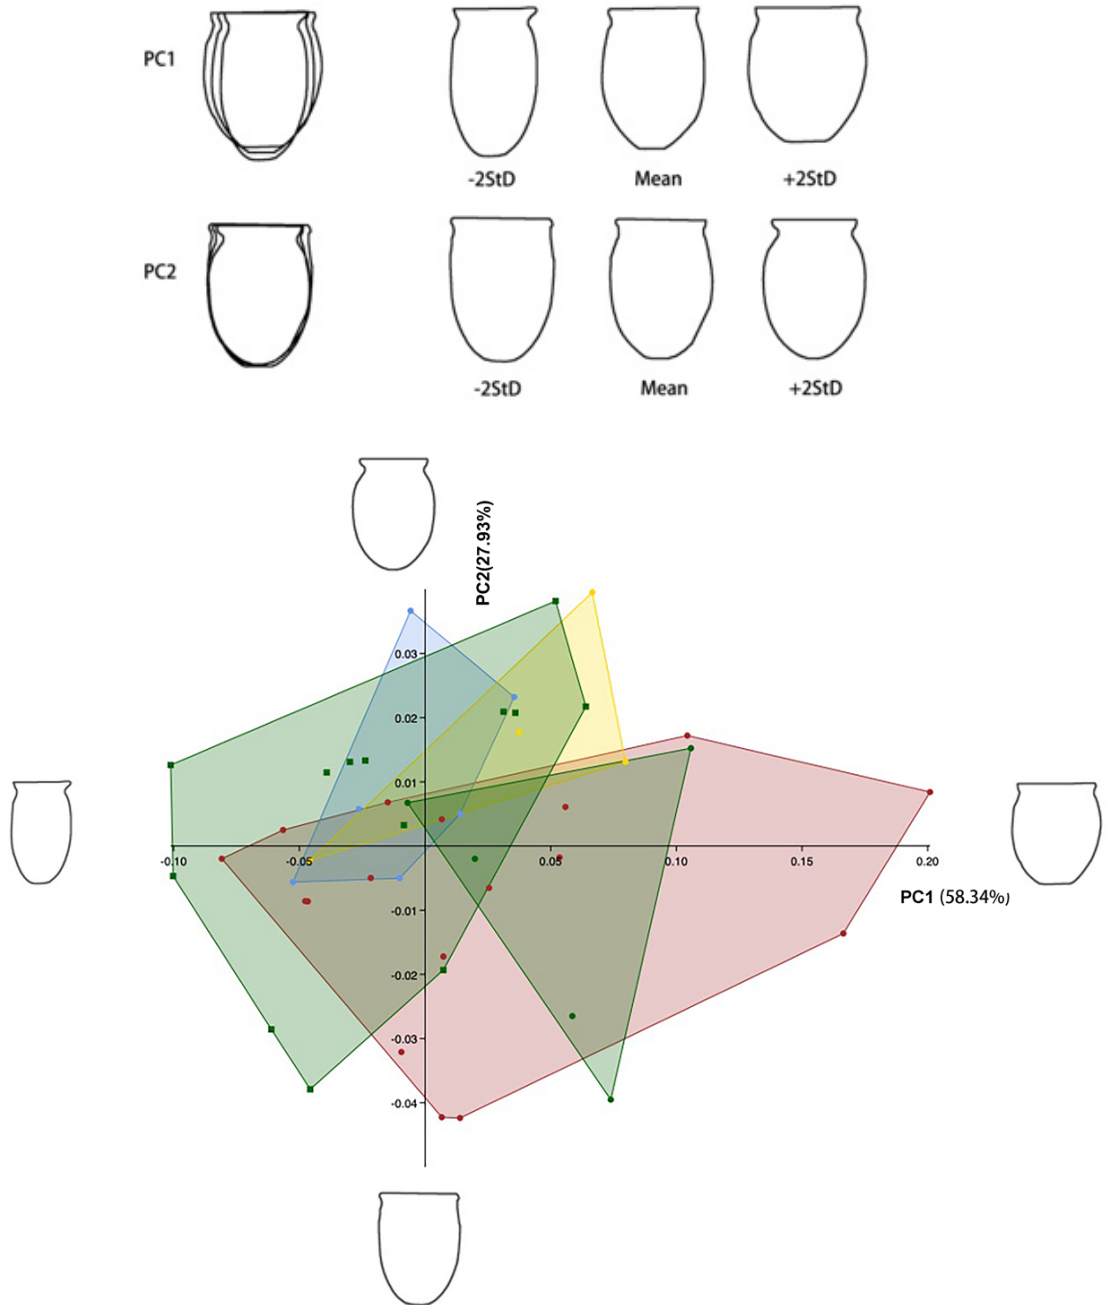 PC1
-2StD Mean +2StD
PC2
-2StD Mean +2StD
PC2(27.93%)
0.03
0.02
0.01
-0.10 -0.05 0.05 0.10 0.15 0.20
PC1 (58.34%)
-0.01
-0.02
-0.03
-0.04